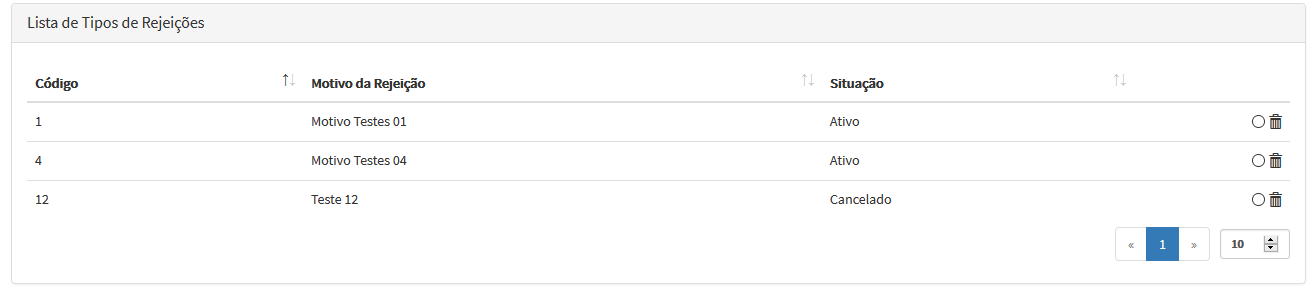 Lista de Tipos de Rejeições
Código Motivo da Rejeição Situação
1 Motivo Testes 01 Ativo
4 Motivo Testes 04 Ativo
12 Teste 12 Cancelado
« 1 » 10